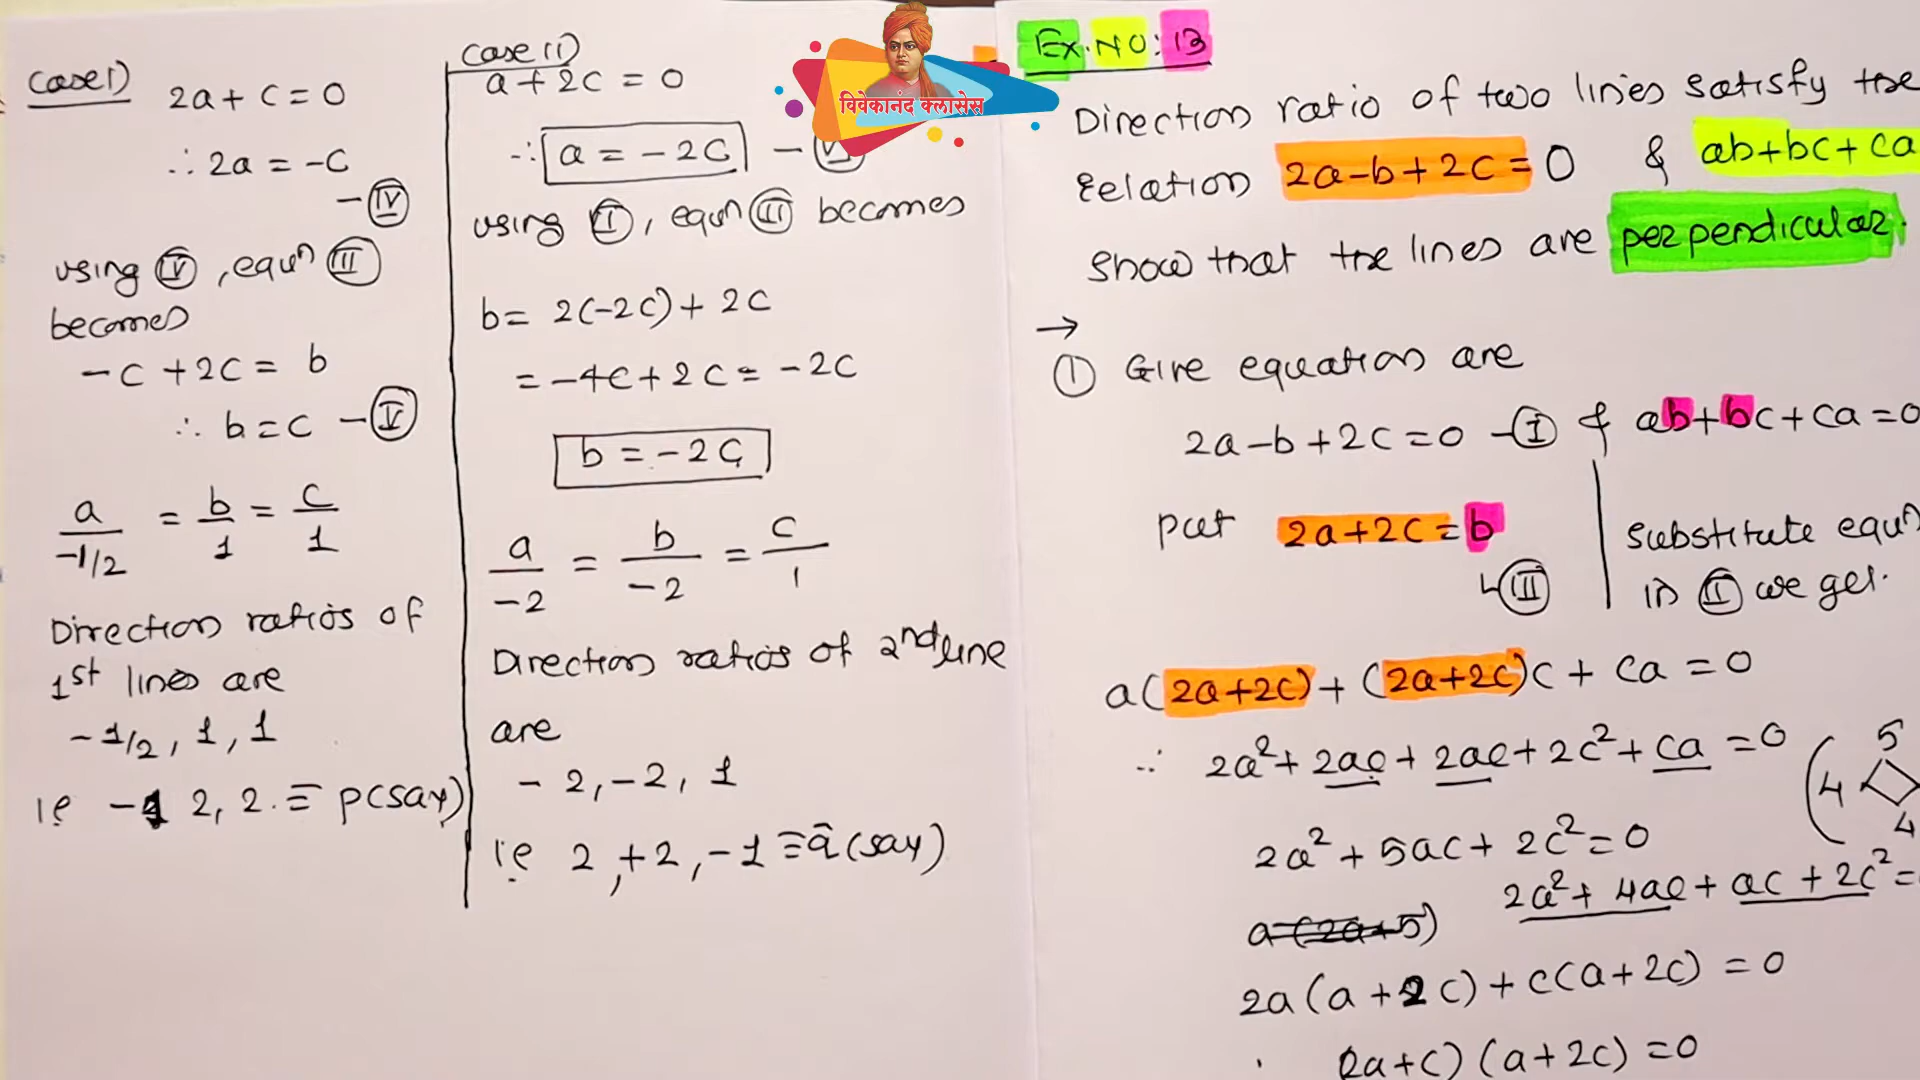 Case I)
2a + c = 0
∴ 2a = -c
- IV
using IV, equn III
becomes
-c + 2c = b
∴ b = c - V
a/-1/2 = b/1 = c/1
Direction ratios of
1st lines are
-1/2, 1, 1
i.e -1 2, 2. ≡ p(say)
Case II)
a + 2c = 0
∴ a = -2c -
using I, equn III becomes
b = 2(-2c) + 2c
= -4c + 2c = -2c
b = -2c
a/-2 = b/-2 = c/1
Direction ratios of 2nd line
are
-2, -2, 1
i.e 2, +2, -1 ≡ q̄ (say)
विवेकानंद क्लासेस
Ex. NO: 13
Direction ratio of two lines satisfy the
relation 2a-b+2c=0 & ab+bc+ca
show that the lines are perpendicular.
→
① Give equation are
2a-b+2c=0 - I & ab+bc+ca=0
put 2a+2c=b
↳ III
substitute equn
in II we get.
a(2a+2c)+(2a+2c)c+ca=0
∴ 2a²+2ac+2ac+2c²+ca=0
5
4
4
2a²+5ac+2c²=0
2a²+4ac+ac+2c²=
a(2a+5)
2a(a+2c)+c(a+2c)=0
(2a+c)(a+2c)=0